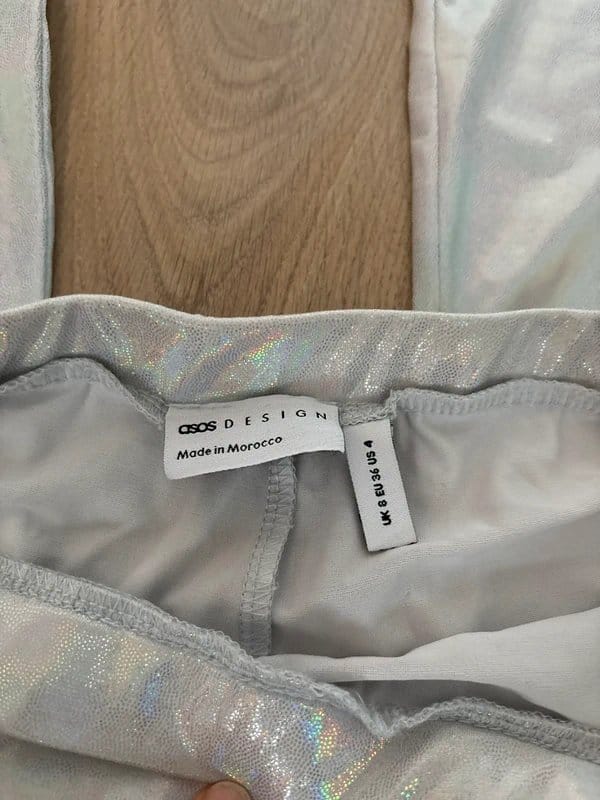 asos DESIGN
Made in Morocco
UK 8 EU 36 US 4